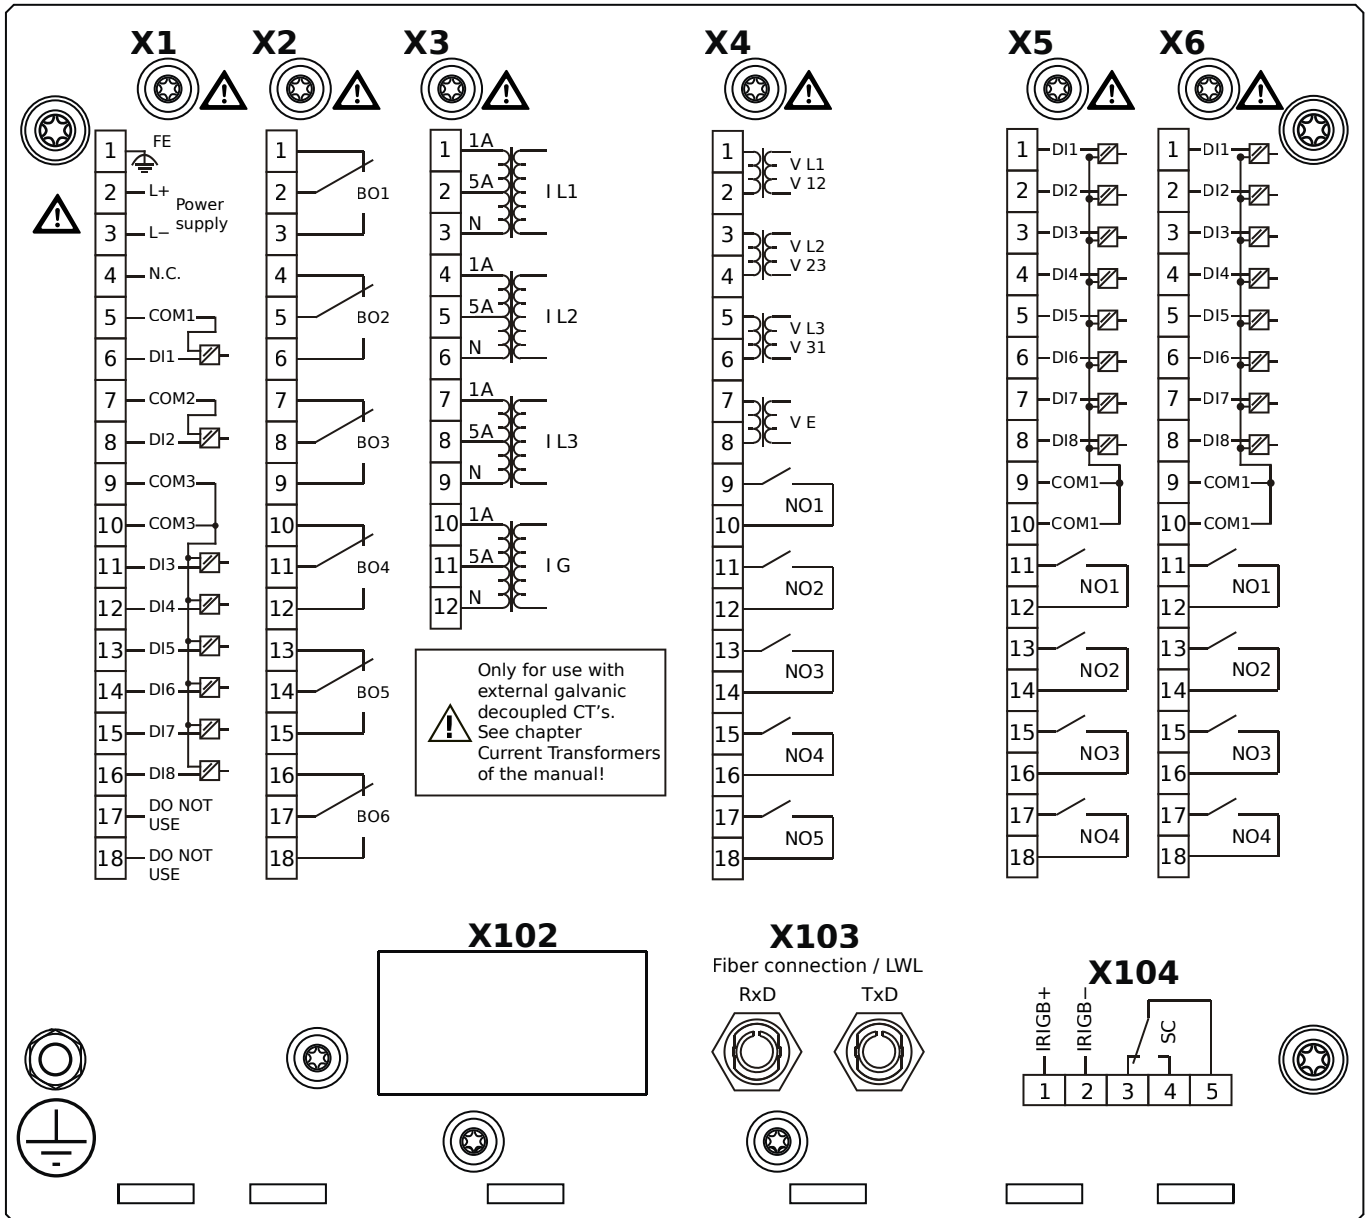 X1 X2 X3 X4 X5 X6
1 FE
2 L+
Power
supply
3 L−
4 N.C.
5 COM1
6 DI1
7 COM2
8 DI2
9 COM3
10 COM3
11 DI3
12 DI4
13 DI5
14 DI6
15 DI7
16 DI8
17 DO NOT
USE
18 DO NOT
USE
1
2 BO1
3
4
5 BO2
6
7
8 BO3
9
10
11 BO4
12
13
14 BO5
15
16
17 BO6
18
1 1A
2 5A I L1
3 N
4 1A
5 5A I L2
6 N
7 1A
8 5A I L3
9 N
10 1A
11 5A I G
12 N
Only for use with
external galvanic
decoupled CT's.
See chapter
Current Transformers
of the manual!
1 V L1
2 V 12
3 V L2
4 V 23
5 V L3
6 V 31
7
V E
8
9
NO1
10
11
NO2
12
13
NO3
14
15
NO4
16
17
NO5
18
1 DI1
2 DI2
3 DI3
4 DI4
5 DI5
6 DI6
7 DI7
8 DI8
9 COM1
10 COM1
11
NO1
12
13
NO2
14
15
NO3
16
17
NO4
18
1 DI1
2 DI2
3 DI3
4 DI4
5 DI5
6 DI6
7 DI7
8 DI8
9 COM1
10 COM1
11
NO1
12
13
NO2
14
15
NO3
16
17
NO4
18
X102
X103
Fiber connection / LWL
RxD TxD
X104
IRIGB+ IRIGB− SC
1 2 3 4 5